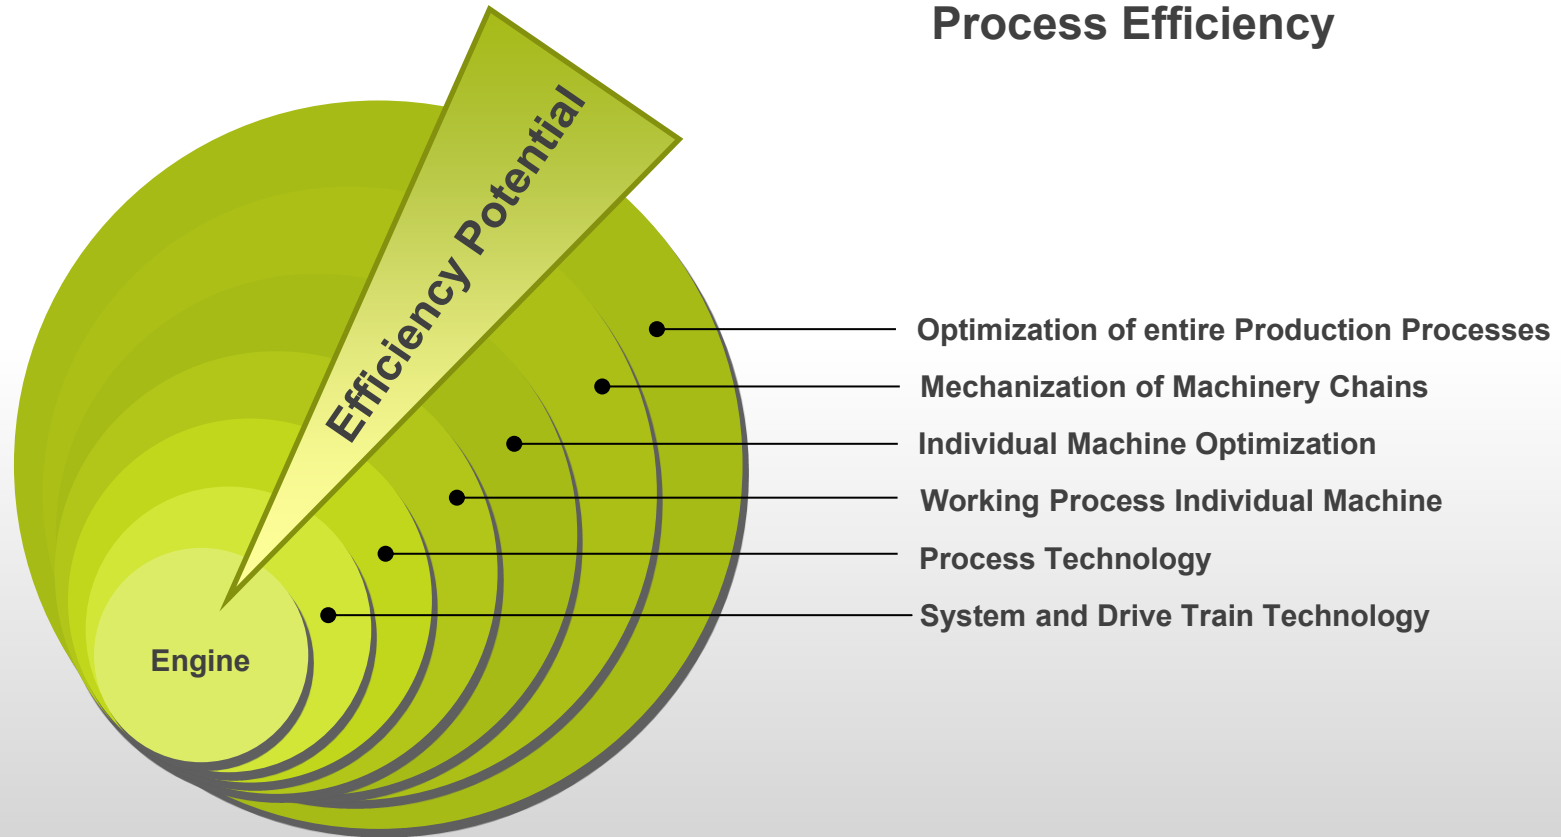 Process Efficiency
Efficiency Potential
Optimization of entire Production Processes
Mechanization of Machinery Chains
Individual Machine Optimization
Working Process Individual Machine
Process Technology
System and Drive Train Technology
Engine